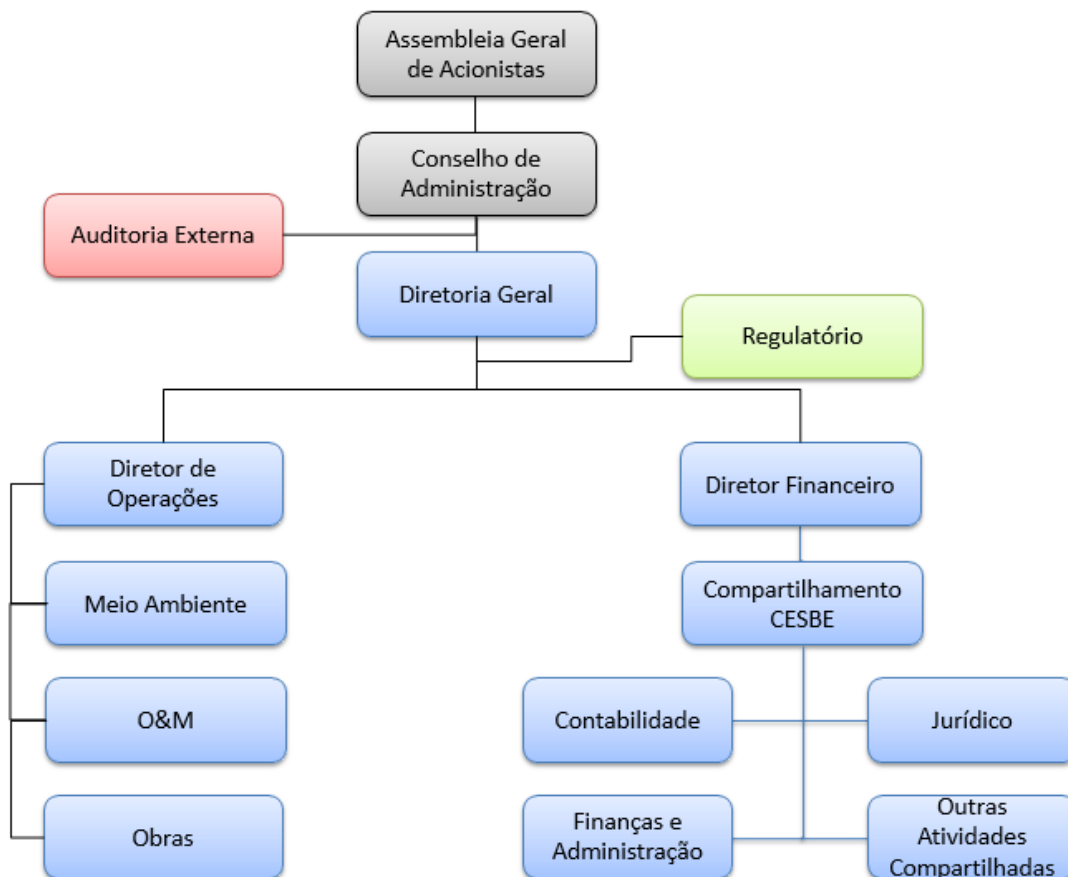 Assembleia Geral
de Acionistas
Conselho de
Administração
Auditoria Externa
Diretoria Geral
Regulatório
Diretor de
Operações
Diretor Financeiro
Meio Ambiente
Compartilhamento
CESBE
O&M
Contabilidade
Jurídico
Obras
Finanças e
Administração
Outras
Atividades
Compartilhadas